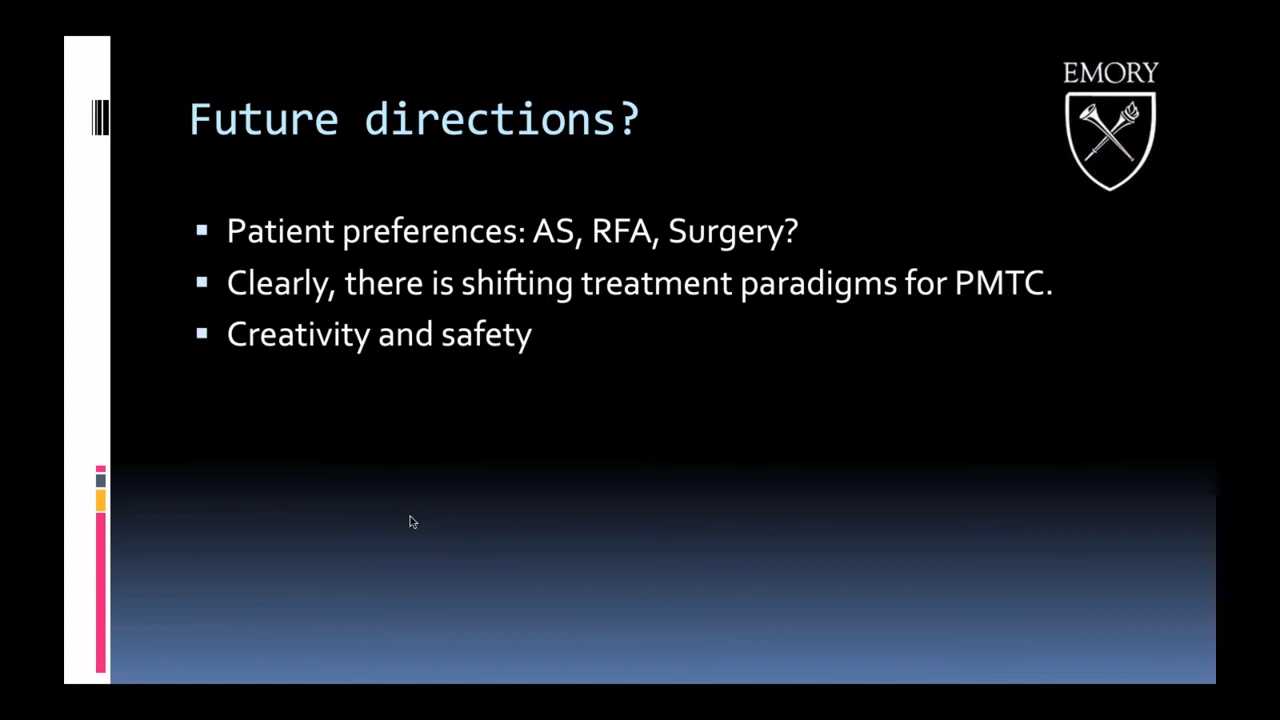 EMORY
Future directions?
Patient preferences: AS, RFA, Surgery?
Clearly, there is shifting treatment paradigms for PMTC.
Creativity and safety